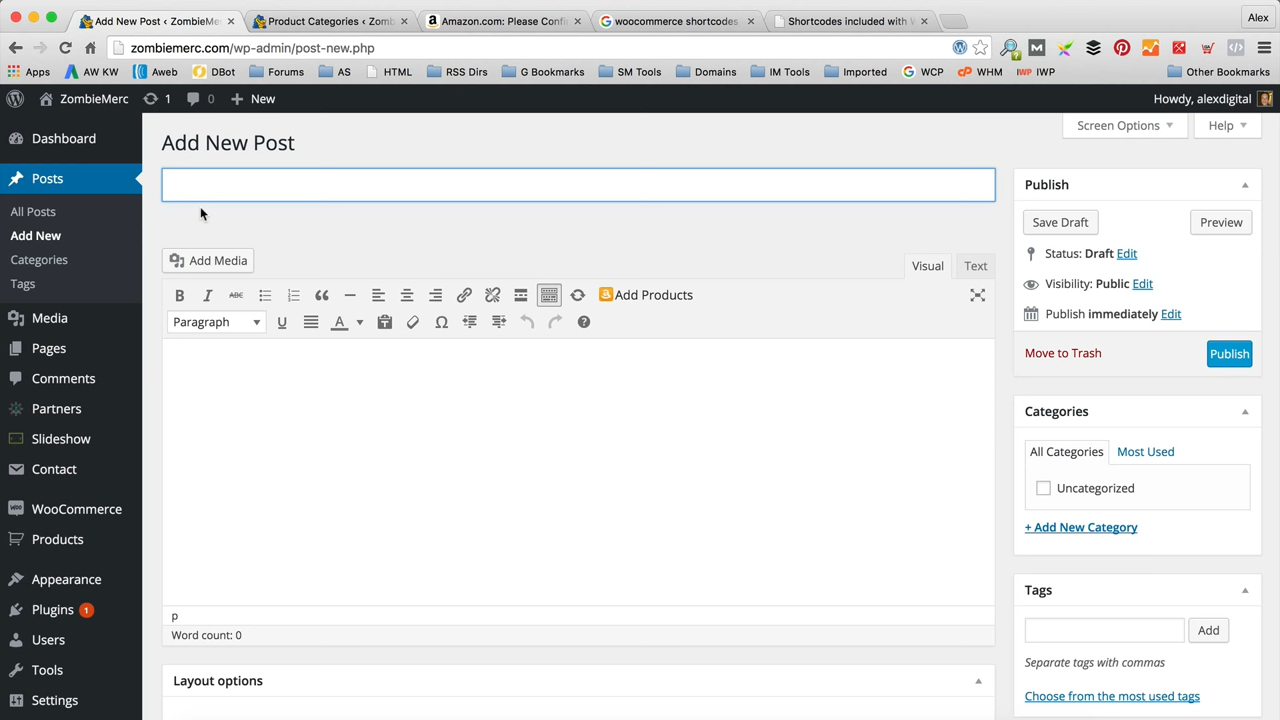 Add New Post < ZombieMerc
Product Categories < Zomb
Amazon.com: Please Confi
woocommerce shortcodes
Shortcodes included with W
Alex
zombiemerc.com/wp-admin/post-new.php
Apps
AW KW
Aweb
DBot
Forums
AS
HTML
RSS Dirs
G Bookmarks
SM Tools
Domains
IM Tools
Imported
WCP
WHM
IWP
Other Bookmarks
ZombieMerc
1
0
New
Howdy, alexdigital
Dashboard
Posts
All Posts
Add New
Categories
Tags
Media
Pages
Comments
Partners
Slideshow
Contact
WooCommerce
Products
Appearance
Plugins 1
Users
Tools
Settings
Add New Post
Screen Options
Help
Add Media
Visual
Text
B I ABC
Add Products
Paragraph
U
A
p
Word count: 0
Layout options
Publish
Save Draft
Preview
Status: Draft Edit
Visibility: Public Edit
Publish immediately Edit
Move to Trash
Publish
Categories
All Categories
Most Used
Uncategorized
+ Add New Category
Tags
Add
Separate tags with commas
Choose from the most used tags